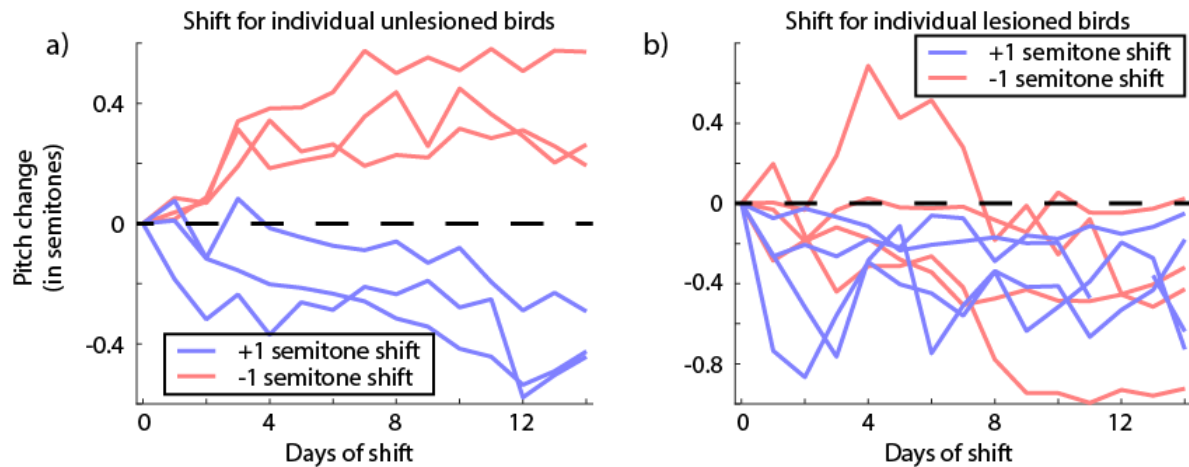 Shift for individual unlesioned birds
a)
0.4
0
-0.4
Pitch change
(in semitones)
+1 semitone shift
-1 semitone shift
0
4
8
12
Days of shift
Shift for individual lesioned birds
b)
+1 semitone shift
-1 semitone shift
0.4
0
-0.4
-0.8
0
4
8
12
Days of shift